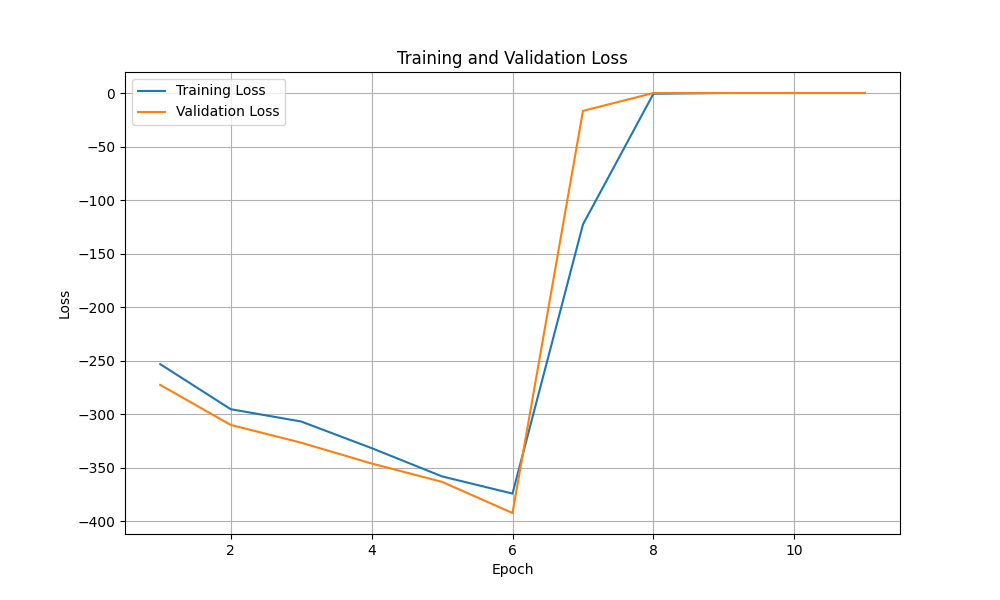 Training and Validation Loss
Training Loss
Validation Loss
0
−50
−100
−150
−200
−250
−300
−350
−400
Loss
2
4
6
8
10
Epoch